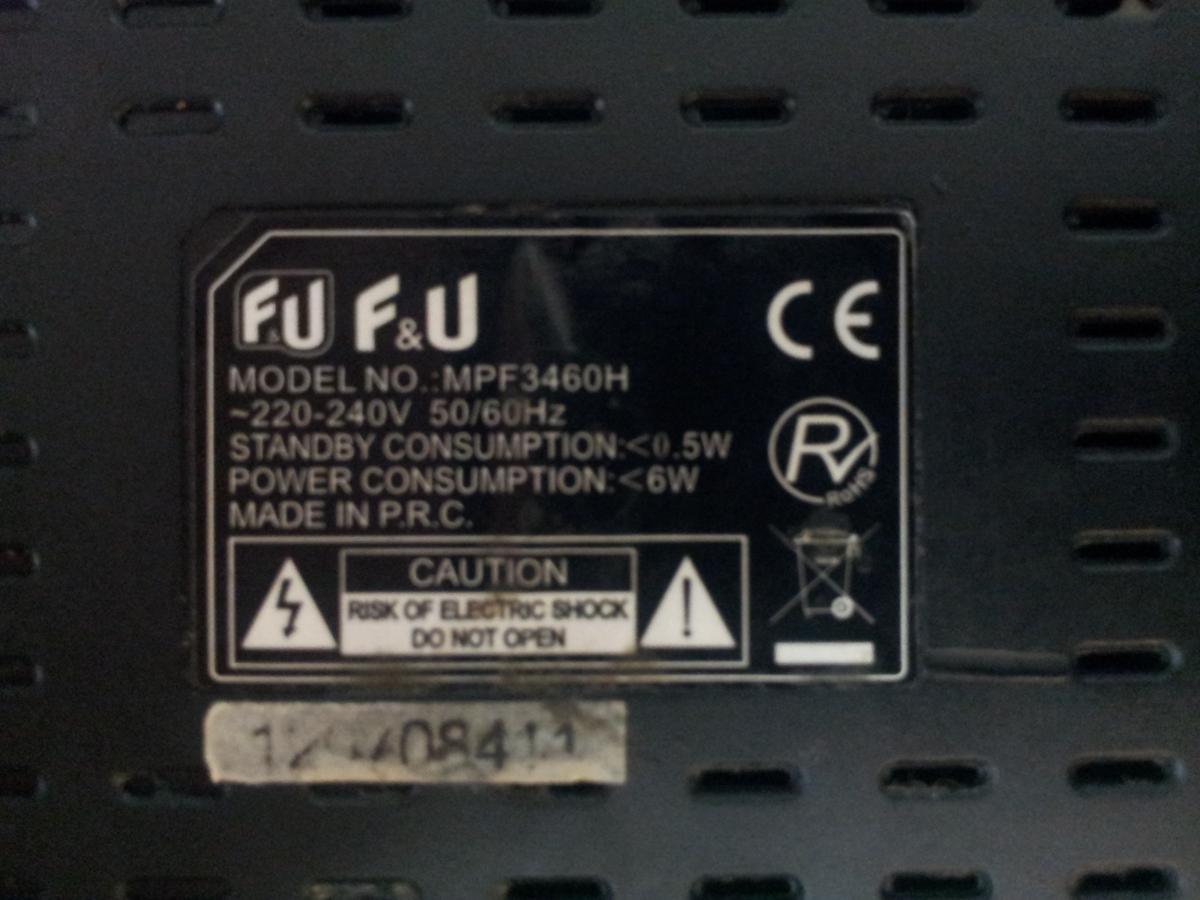 F&U F&U CE
MODEL NO.:MPF3460H
~220-240V 50/60Hz
STANDBY CONSUMPTION:<0.5W
POWER CONSUMPTION:<6W
MADE IN P.R.C.
R
RoHS
CAUTION
RISK OF ELECTRIC SHOCK
DO NOT OPEN